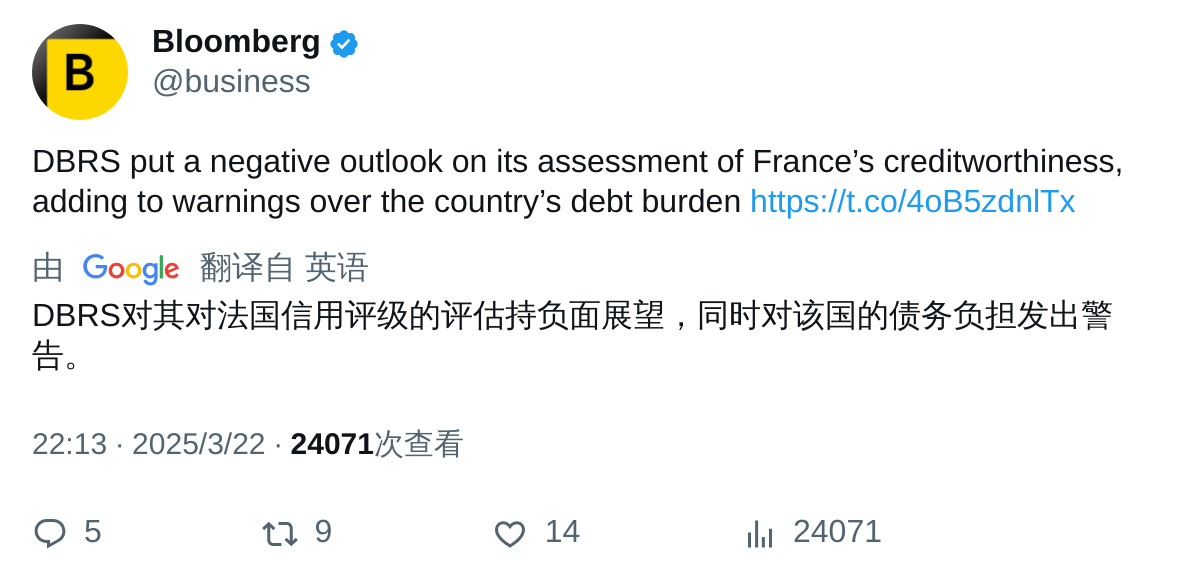 B
Bloomberg
@business
DBRS put a negative outlook on its assessment of France’s creditworthiness,
adding to warnings over the country’s debt burden https://t.co/4oB5zdnlTx
由 Google 翻译自 英语
DBRS对其对法国信用评级的评估持负面展望，同时对该国的债务负担发出警
告。
22:13 · 2025/3/22 · 24071次查看
5 9 14 24071